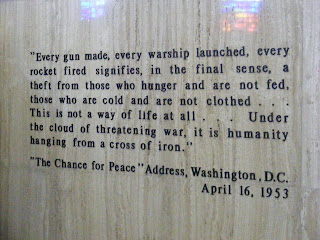 "Every gun made, every warship launched, every
rocket fired signifies, in the final sense, a
theft from those who hunger and are not fed,
those who are cold and are not clothed . . .
This is not a way of life at all . . . Under
the cloud of threatening war, it is humanity
hanging from a cross of iron."
"The Chance for Peace" Address, Washington, D.C.
April 16, 1953